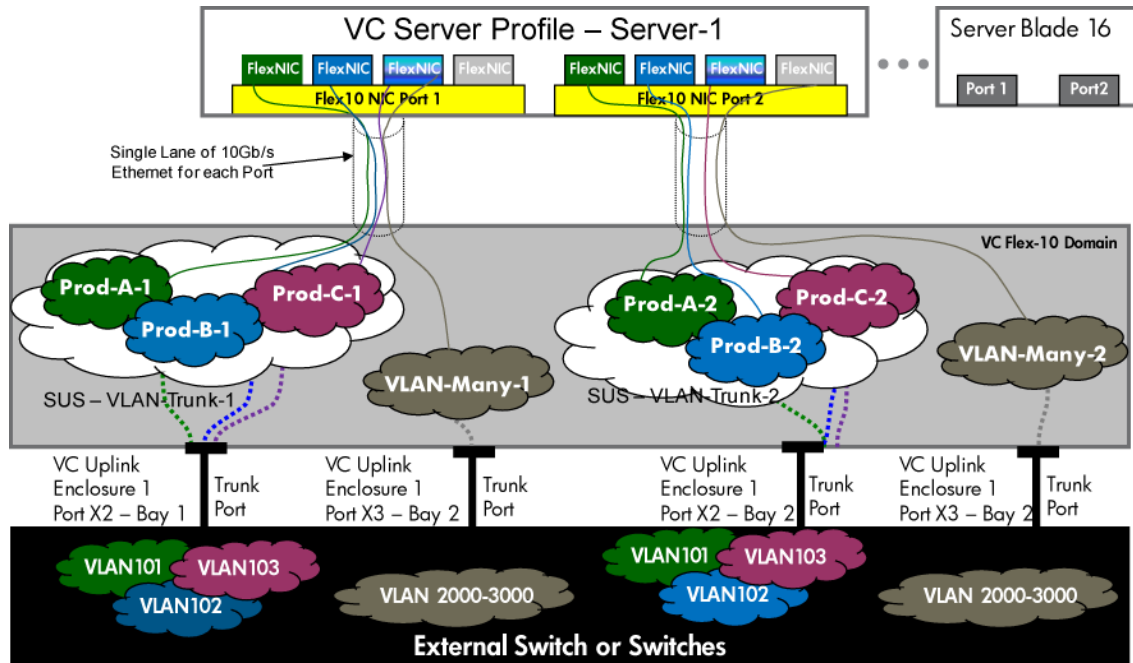 VC Server Profile – Server-1
FlexNIC FlexNIC FlexNIC FlexNIC
Flex10 NIC Port 1
FlexNIC FlexNIC FlexNIC FlexNIC
Flex10 NIC Port 2
Server Blade 16
Port 1
Port2
Single Lane of 10Gb/s
Ethernet for each Port
VC Flex-10 Domain
Prod-A-1
Prod-B-1
Prod-C-1
SUS – VLAN-Trunk-1
VLAN-Many-1
Prod-A-2
Prod-B-2
Prod-C-2
SUS – VLAN-Trunk-2
VLAN-Many-2
VC Uplink
Enclosure 1
Port X2 – Bay 1
Trunk
Port
VC Uplink
Enclosure 1
Port X3 – Bay 2
VC Uplink
Enclosure 1
Port X2 – Bay 2
Trunk
Port
VC Uplink
Enclosure 1
Port X3 – Bay 2
Trunk
Port
VLAN101
VLAN103
VLAN102
VLAN 2000-3000
VLAN101
VLAN103
VLAN102
VLAN 2000-3000
External Switch or Switches